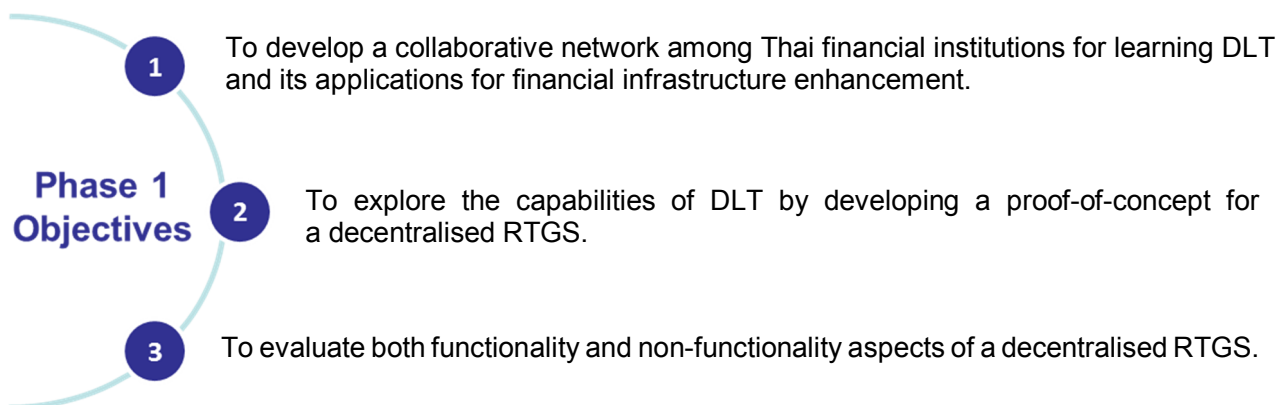 Phase 1
Objectives
1
To develop a collaborative network among Thai financial institutions for learning DLT
and its applications for financial infrastructure enhancement.
2
To explore the capabilities of DLT by developing a proof-of-concept for
a decentralised RTGS.
3
To evaluate both functionality and non-functionality aspects of a decentralised RTGS.